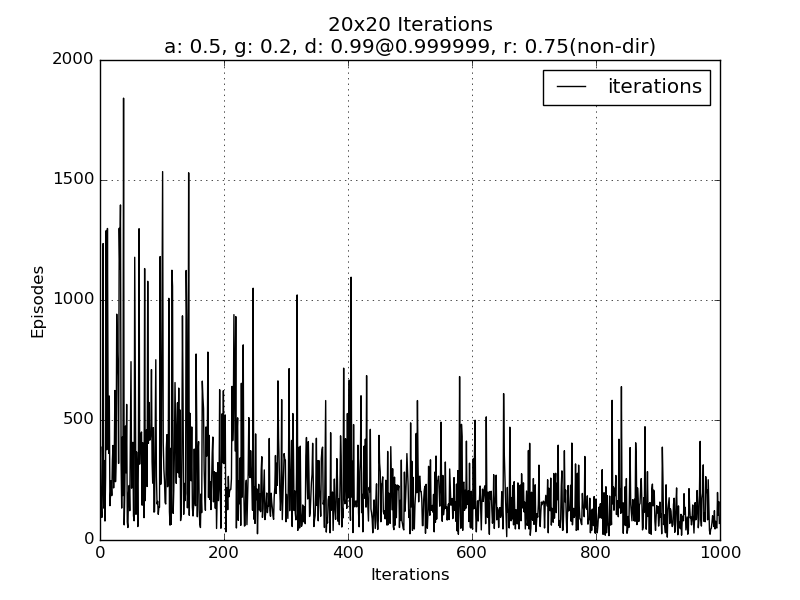 20x20 Iterations
a: 0.5, g: 0.2, d: 0.99@0.999999, r: 0.75(non-dir)
iterations
2000
1500
1000
500
0
Episodes
0 200 400 600 800 1000
Iterations